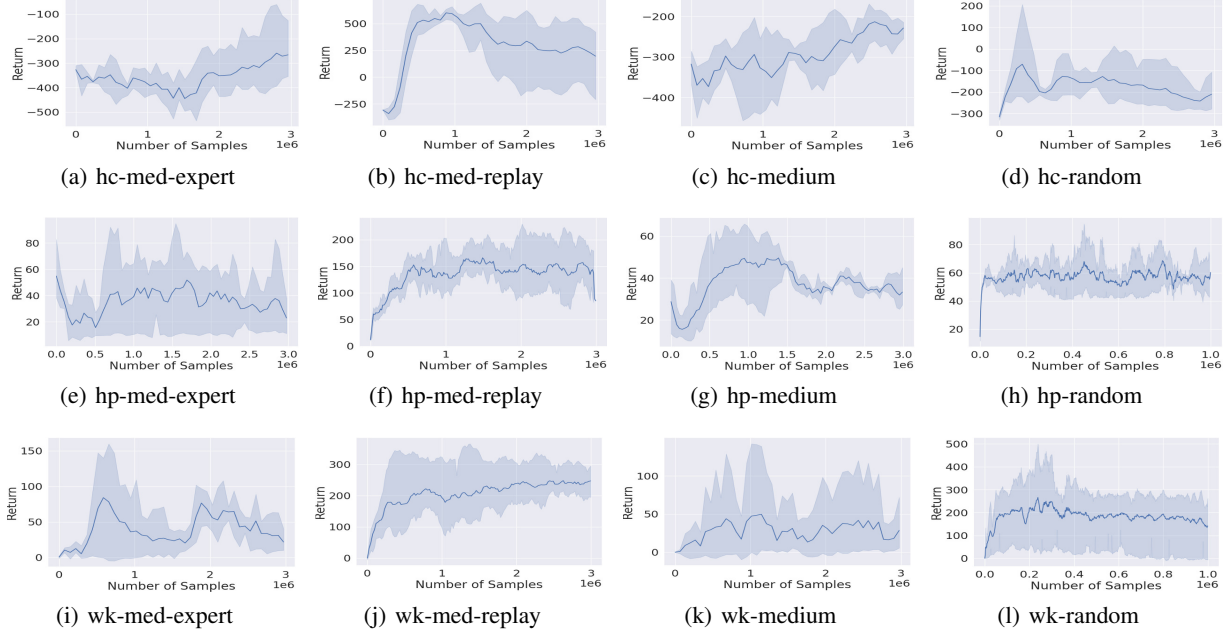 −100
−200
−300
−400
−500
Return
0 1 2 3
Number of Samples
1e6
(a) hc-med-expert
500
250
0
−250
Return
0 1 2 3
Number of Samples
1e6
(b) hc-med-replay
−200
−300
−400
Return
0 1 2 3
Number of Samples
1e6
(c) hc-medium
200
100
0
−100
−200
−300
Return
0 1 2 3
Number of Samples
1e6
(d) hc-random
80
60
40
20
Return
0.0 0.5 1.0 1.5 2.0 2.5 3.0
Number of Samples
1e6
(e) hp-med-expert
200
150
100
50
0
Return
0 1 2 3
Number of Samples
1e6
(f) hp-med-replay
60
40
20
Return
0.0 0.5 1.0 1.5 2.0 2.5 3.0
Number of Samples
1e6
(g) hp-medium
80
60
40
20
Return
0.0 0.2 0.4 0.6 0.8 1.0
Number of Samples
1e6
(h) hp-random
150
100
50
0
Return
0 1 2 3
Number of Samples
1e6
(i) wk-med-expert
300
200
100
0
Return
0 1 2 3
Number of Samples
1e6
(j) wk-med-replay
100
50
0
Return
0 1 2 3
Number of Samples
1e6
(k) wk-medium
500
400
300
200
100
0
Return
0.0 0.2 0.4 0.6 0.8 1.0
Number of Samples
1e6
(l) wk-random